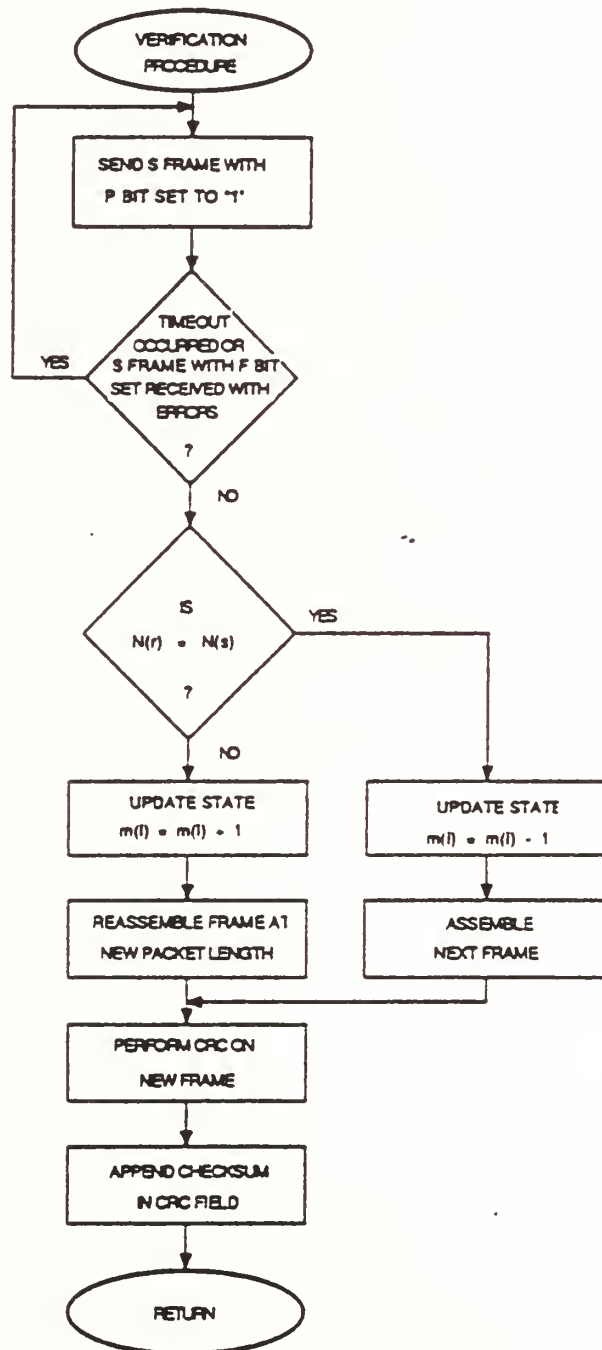 VERIFICATION
PROCEDURE
SEND S FRAME WITH
P BIT SET TO "1"
TIMEOUT
OCCURRED OR
S FRAME WITH F BIT
SET RECEIVED WITH
ERRORS
?
YES
NO
IS
N(r) = N(s)
?
YES
NO
UPDATE STATE
m(i) = m(i) + 1
UPDATE STATE
m(i) = m(i) - 1
REASSEMBLE FRAME AT
NEW PACKET LENGTH
ASSEMBLE
NEXT FRAME
PERFORM CRC ON
NEW FRAME
APPEND CHECKSUM
IN CRC FIELD
RETURN